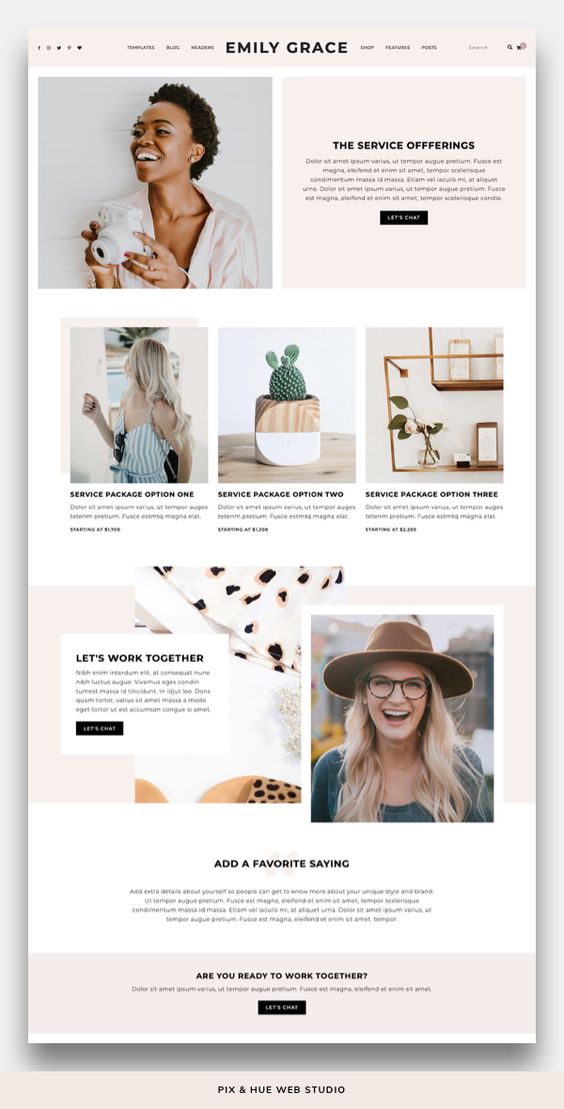 TEMPLATES BLOG HEADERS EMILY GRACE SHOP FEATURES POSTS Search
THE SERVICE OFFFERINGS
Dolor sit amet ipsum varius, ut tempor augue pretium. Fusce est
magna, eleifend et enim sit amet, tempor scelerisque
condimentum massa id massa. Etiam vel iaculis mi, at aliquet
urna. Dolor sit amet ipsum varius, ut tempor augue pretium. Fusce
est magna, eleifend et enim sit amet, tempor scelerisque condie.
LET'S CHAT
SERVICE PACKAGE OPTION ONE
Dolor sit amet ipsum varius, ut tempor auges
tetenm pretium. Fusce estmtq magna elat.
STARTING AT $1,700
SERVICE PACKAGE OPTION TWO
Dolor sit amet ipsum varius, ut tempor auges
tetenm pretium. Fusce estmtq magna elat.
STARTING AT $1,300
SERVICE PACKAGE OPTION THREE
Dolor sit amet ipsum varius, ut tempor auges
tetenm pretium. Fusce estmtq magna elat.
STARTING AT $2,200
LET'S WORK TOGETHER
Nibh enim interdum elit, at consequat nunc
nibh luctus augue. Vivamus eges condin
turnest massa id tincidunt. In idjut leo. Dons
quam tortor, varius sit amet massa a mode
eget tortor ut est accumsan congue si amet.
LET'S CHAT
ADD A FAVORITE SAYING
Add extra details about yourself so people can get to know more about your unique style and brand.
Ut tempor augue pretium. Fusce est magna, eleifend et enim sit amet, tempor scelerisque
condimentum massa id massa. Etiam vel iaculis mi, at aliquet urna. Dolor sit amet ipsum varius, ut
tempor augue pretium. Fusce est magna, eleifend et enim sit amet, tempor.
ARE YOU READY TO WORK TOGETHER?
Dolor sit amet ipsum varius, ut tempor augue pretium. Fusce est magna, eleifend et enim sit amet.
LET'S CHAT
PIX & HUE WEB STUDIO